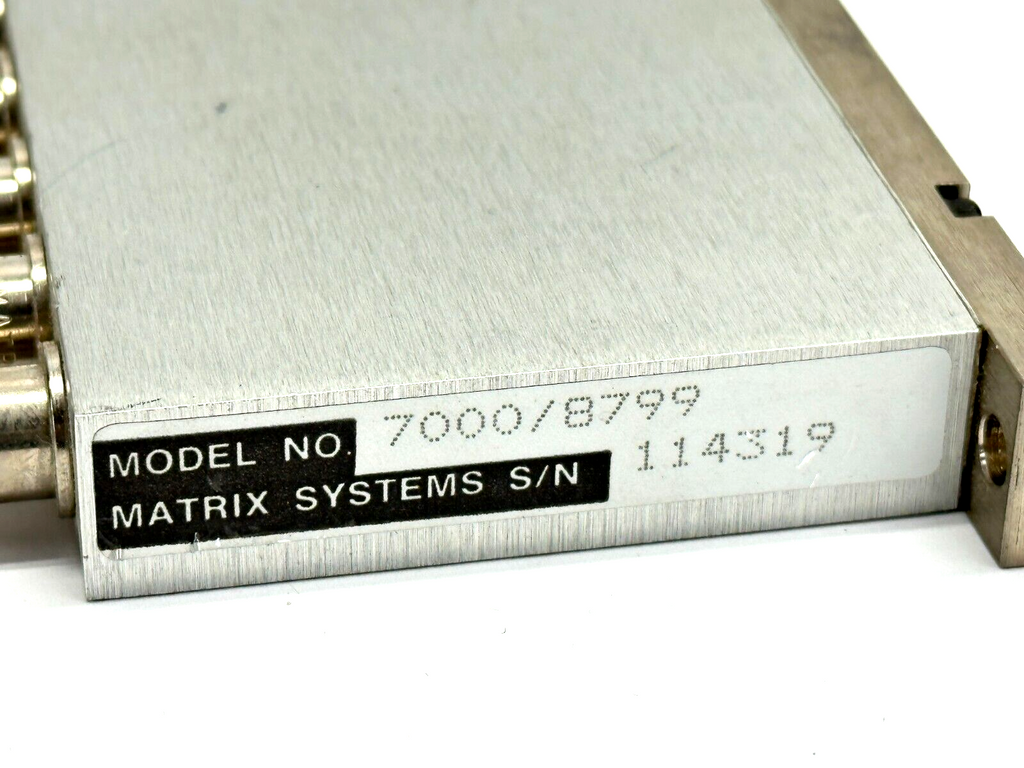 MODEL NO. 7000/8799
MATRIX SYSTEMS S/N 114319